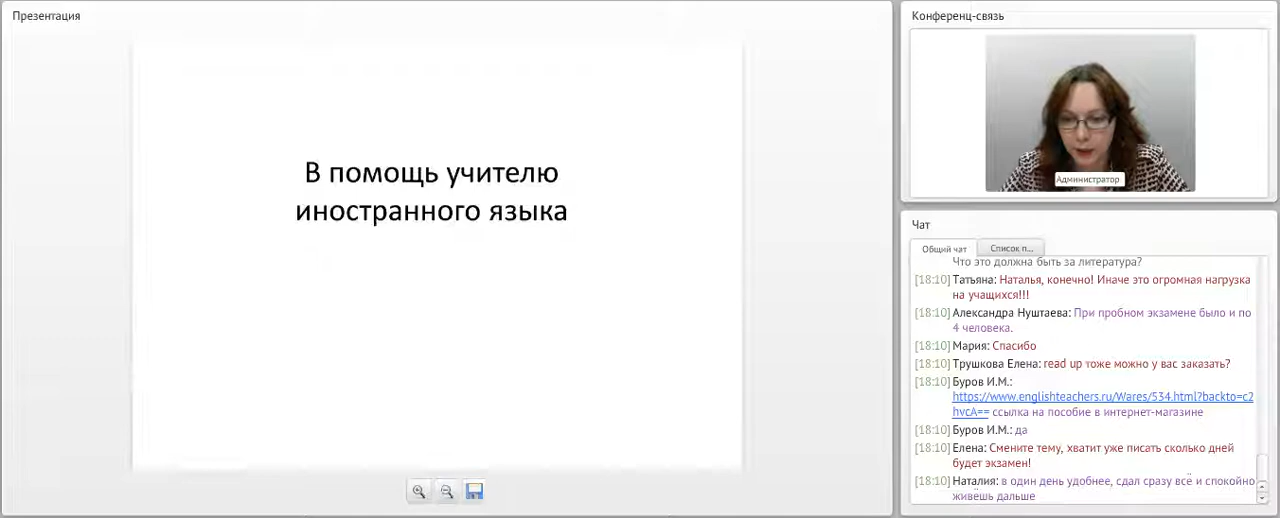 Презентация
В помощь учителю
иностранного языка
Конференц-связь
Администратор
Чат
Общий чат
Список п...
Что это должна быть за литература?
[18:10] Татьяна: Наталья, конечно! Иначе это огромная нагрузка
на учащихся!!!
[18:10] Александра Нуштаева: При пробном экзамене было и по
4 человека.
[18:10] Мария: Спасибо
[18:10] Трушкова Елена: read up тоже можно у вас заказать?
[18:10] Буров И.М.:
https://www.englishteachers.ru/Wares/534.html?backto=c2
hvcA== ссылка на пособие в интернет-магазине
[18:10] Буров И.М.: да
[18:10] Елена: Смените тему, хватит уже писать сколько дней
будет экзамен!
[18:10] Наталия: в один день удобнее, сдал сразу всё и спокойно
живёшь дальше